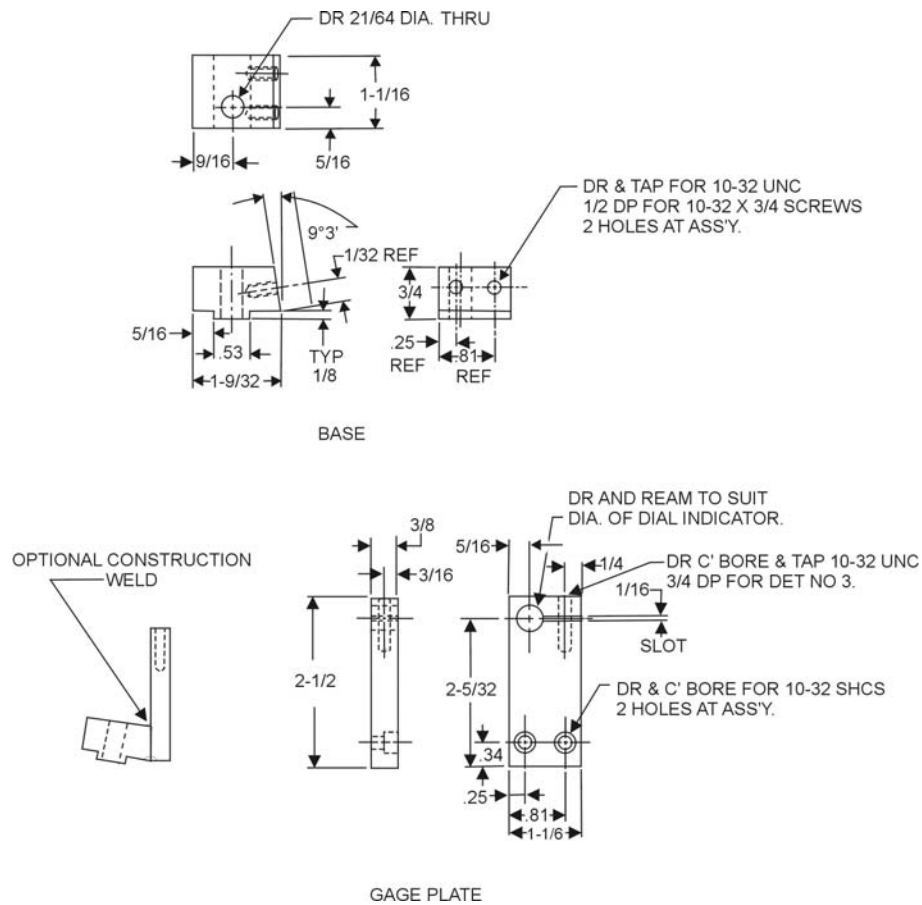 DR 21/64 DIA. THRU
1-1/16
9/16
5/16
DR & TAP FOR 10-32 UNC
1/2 DP FOR 10-32 X 3/4 SCREWS
2 HOLES AT ASS'Y.
9°3'
1/32 REF
3/4
5/16
.53
TYP
1/8
.25
REF
.81
REF
1-9/32
BASE
DR AND REAM TO SUIT
DIA. OF DIAL INDICATOR.
3/8
5/16
OPTIONAL CONSTRUCTION
WELD
3/16
1/4
DR C' BORE & TAP 10-32 UNC
3/4 DP FOR DET NO 3.
1/16
SLOT
2-1/2
2-5/32
DR & C' BORE FOR 10-32 SHCS
2 HOLES AT ASS'Y.
.34
.25
.81
1-1/6
GAGE PLATE